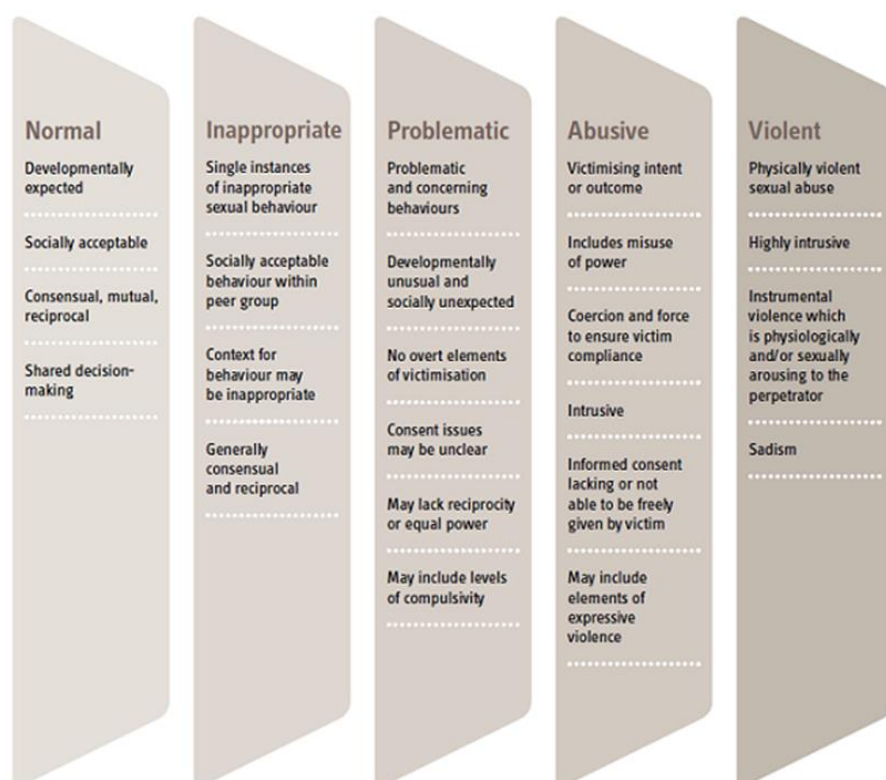 Normal
Developmentally
expected
Socially acceptable
Consensual, mutual,
reciprocal
Shared decision-
making
Inappropriate
Single instances
of inappropriate
sexual behaviour
Socially acceptable
behaviour within
peer group
Context for
behaviour may
be inappropriate
Generally
consensual
and reciprocal
Problematic
Problematic
and concerning
behaviours
Developmentally
unusual and
socially unexpected
No overt elements
of victimisation
Consent issues
may be unclear
May lack reciprocity
or equal power
May include levels
of compulsivity
Abusive
Victimising intent
or outcome
Includes misuse
of power
Coercion and force
to ensure victim
compliance
Intrusive
Informed consent
lacking or not
able to be freely
given by victim
May include
elements of
expressive
violence
Violent
Physically violent
sexual abuse
Highly intrusive
Instrumental
violence which
is physiologically
and/or sexually
arousing to the
perpetrator
Sadism